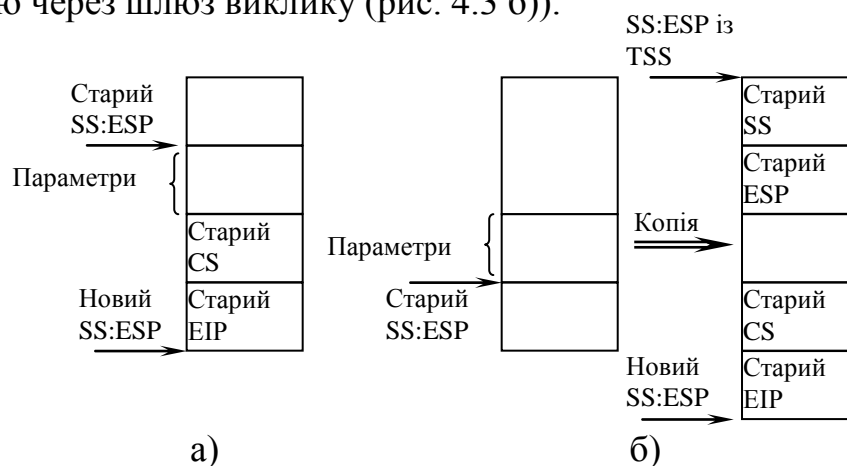 ю через шлюз виклику (рис. 4.3 б)).
SS:ESP із
TSS
Старий
SS:ESP
Параметри
Старий
CS
Новий
SS:ESP
Старий
EIP
а)
Параметри
Старий
SS:ESP
Копія
Старий
SS
Старий
ESP
Старий
CS
Новий
SS:ESP
Старий
EIP
б)